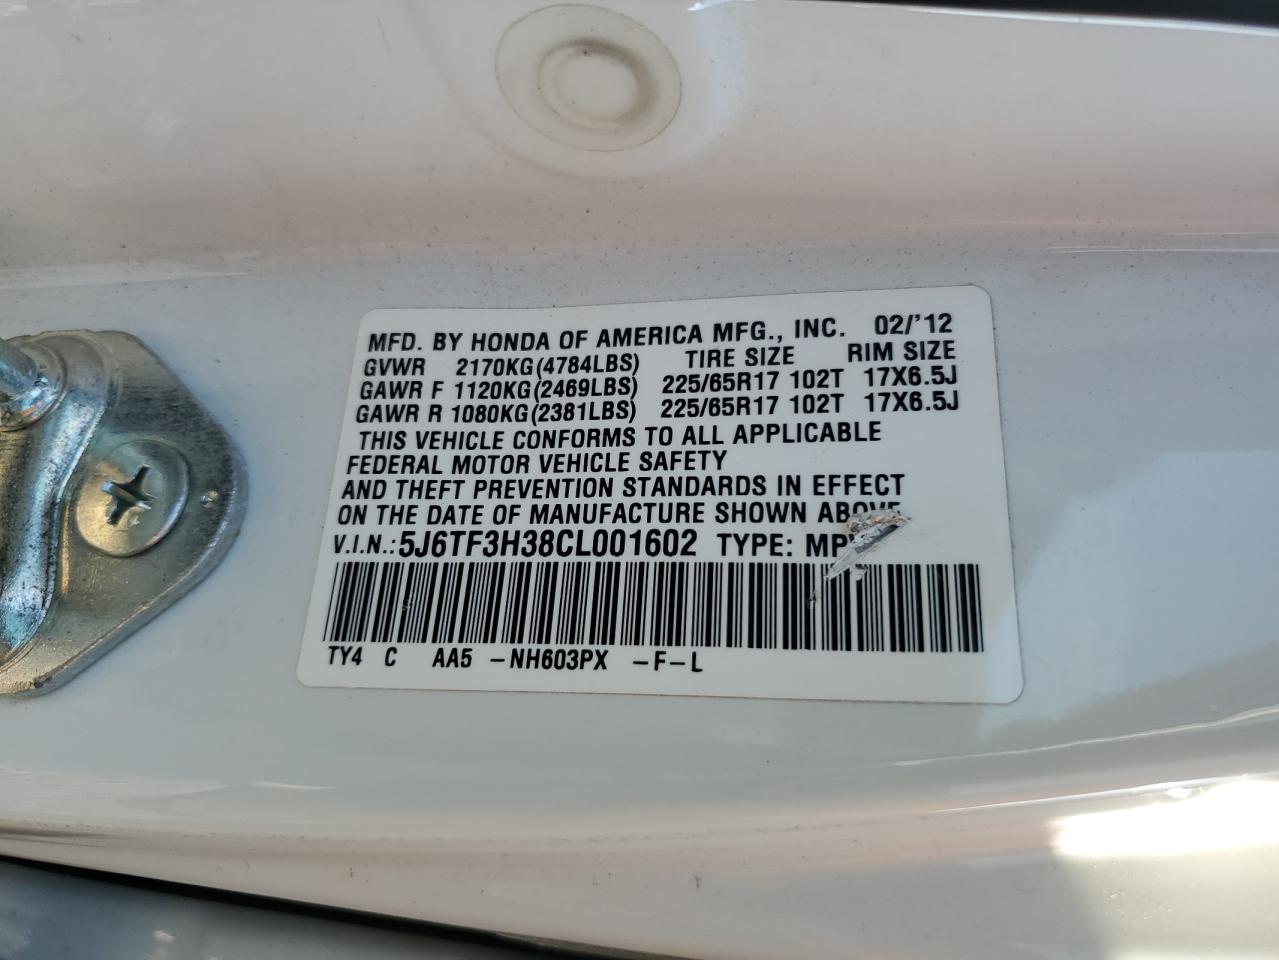 MFD. BY HONDA OF AMERICA MFG., INC. 02/'12
GVWR 2170KG(4784LBS) TIRE SIZE RIM SIZE
GAWR F 1120KG(2469LBS) 225/65R17 102T 17X6.5J
GAWR R 1080KG(2381LBS) 225/65R17 102T 17X6.5J
THIS VEHICLE CONFORMS TO ALL APPLICABLE
FEDERAL MOTOR VEHICLE SAFETY
AND THEFT PREVENTION STANDARDS IN EFFECT
ON THE DATE OF MANUFACTURE SHOWN ABOVE.
V.I.N.: 5J6TF3H38CL001602 TYPE: MPV
TY4 C AA5 -NH603PX -F-L